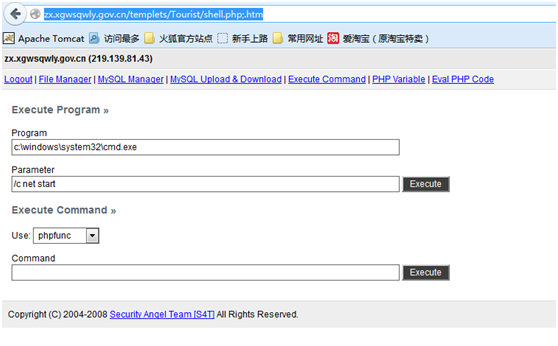 zx.xgwsqwly.gov.cn/templets/Tourist/shell.php;.htm
Apache Tomcat 访问最多 火狐官方站点 新手上路 常用网址 爱淘宝（原淘宝特卖）
zx.xgwsqwly.gov.cn (219.139.81.43)
Logout | File Manager | MySQL Manager | MySQL Upload & Download | Execute Command | PHP Variable | Eval PHP Code
Execute Program »
Program
c:\windows\system32\cmd.exe
Parameter
/c net start Execute
Execute Command »
Use: phpfunc
Command
Execute
Copyright (C) 2004-2008 Security Angel Team [S4T] All Rights Reserved.